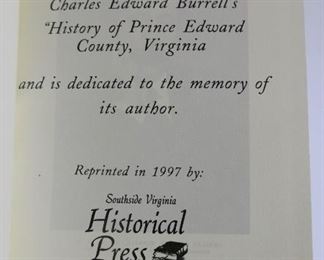 Charles Edward Burrell's
"History of Prince Edward
County, Virginia
and is dedicated to the memory of
its author.
Reprinted in 1997 by:
Southside Virginia
Historical
Press